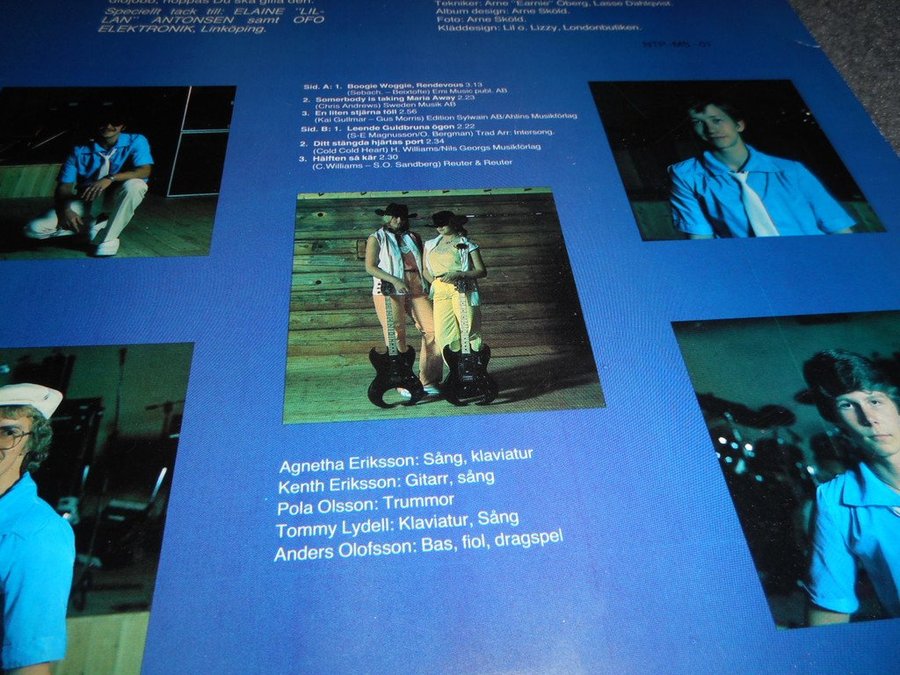 hoppas Du ska gilla den.
Speciellt tack till: ELAINE "LIL-
LAN" ANTONSEN samt OFO
ELEKTRONIK, Linköping.
Tekniker: Arne "Earnie" Öberg, Lasse Dahlqvist.
Album design: Arne Sköld.
Foto: Arne Sköld.
Kläddesign: Lil o. Lizzy, Londonbutiken.
MTP-MS-01
Sid. A: 1. Boogie Woggie, Rendevous 3.13
(Sebach. – Beixtofte) Emi Music publ. AB
2. Somerbody is taking Maria Away 2.23
(Chris Andrews) Sweden Musik AB
3. En liten stjärna föll 2.56
(Kai Gullmar – Gus Morris) Edition Sylwain AB/Ahlins Musikförlag
Sid. B: 1. Leende Guldbruna ögon 2.22
(S-E Magnusson/O. Bergman) Trad Arr: Intersong.
2. Ditt stängda hjärtas port 2.34
(Cold Cold Heart) H. Williams/Nils Georgs Musikförlag
3. Hälften så kär 2.30
(C.Williams – S.O. Sandberg) Reuter & Reuter
Agnetha Eriksson: Sång, klaviatur
Kenth Eriksson: Gitarr, sång
Pola Olsson: Trummor
Tommy Lydell: Klaviatur, Sång
Anders Olofsson: Bas, fiol, dragspel